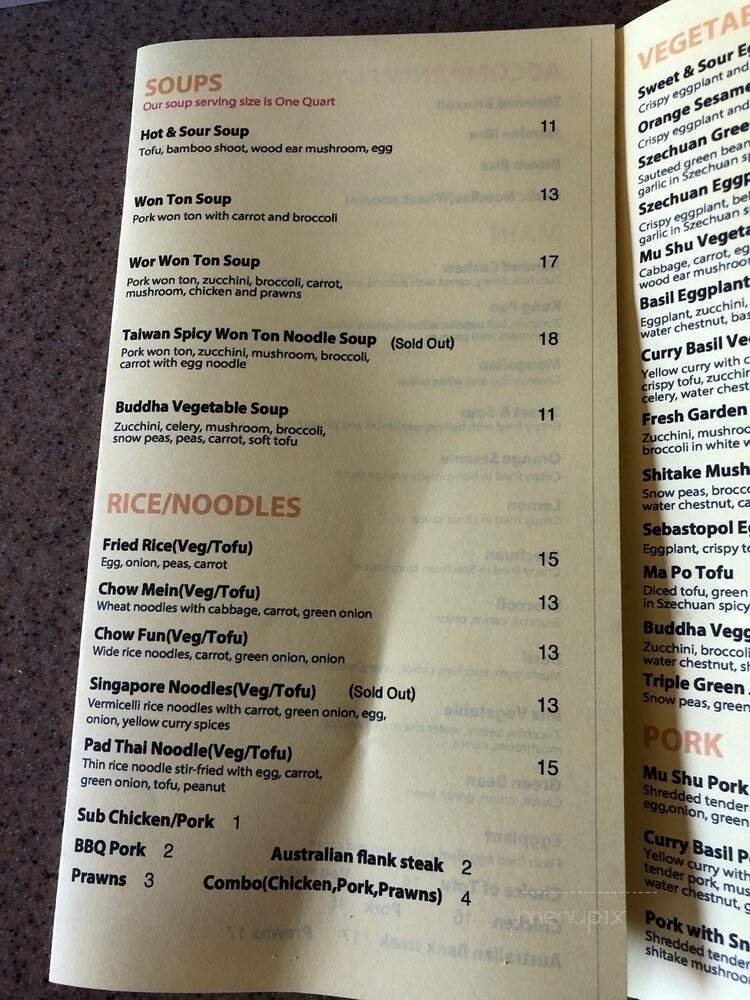 SOUPS
Our soup serving size is One Quart
Hot & Sour Soup 11
Tofu, bamboo shoot, wood ear mushroom, egg
Won Ton Soup 13
Pork won ton with carrot and broccoli
Wor Won Ton Soup 17
Pork won ton, zucchini, broccoli, carrot,
mushroom, chicken and prawns
Taiwan Spicy Won Ton Noodle Soup (Sold Out) 18
Pork won ton, zucchini, mushroom, broccoli,
carrot with egg noodle
Buddha Vegetable Soup 11
Zucchini, celery, mushroom, broccoli,
snow peas, peas, carrot, soft tofu
RICE/NOODLES
Fried Rice(Veg/Tofu) 15
Egg, onion, peas, carrot
Chow Mein(Veg/Tofu) 13
Wheat noodles with cabbage, carrot, green onion
Chow Fun(Veg/Tofu) 13
Wide rice noodles, carrot, green onion, onion
Singapore Noodles(Veg/Tofu) (Sold Out) 13
Vermicelli rice noodles with carrot, green onion, egg,
onion, yellow curry spices
Pad Thai Noodle(Veg/Tofu) 15
Thin rice noodle stir-fried with egg, carrot,
green onion, tofu, peanut
Sub Chicken/Pork 1
BBQ Pork 2 Australian flank steak 2
Prawns 3 Combo(Chicken,Pork,Prawns) 4
menupix
VEGETAB
Sweet & Sour Eg
Crispy eggplant and
Orange Sesame
Crispy eggplant and
Szechuan Gree
Sauteed green bean
garlic in Szechuan sp
Szechuan Eggp
Crispy eggplant, bel
garlic in Szechuan s
Mu Shu Vegeta
Cabbage, carrot, eg
wood ear mushroom
Basil Eggplant
Eggplant, zucchini,
water chestnut, bas
Curry Basil Ve
Yellow curry with c
crispy tofu, zucchin
celery, water chest
Fresh Garden
Zucchini, mushroo
broccoli in white w
Shitake Mush
Snow peas, brocco
water chestnut, ca
Sebastopol Eg
Eggplant, crispy to
Ma Po Tofu
Diced tofu, green
in Szechuan spicy
Buddha Vegg
Zucchini, broccoli
water chestnut, sh
Triple Green
Snow peas, green
PORK
Mu Shu Pork
Shredded tender
egg,onion, green
Curry Basil P
Yellow curry with
tender pork, mus
water chestnut, g
Pork with Sn
Shredded tender
shitake mushroo